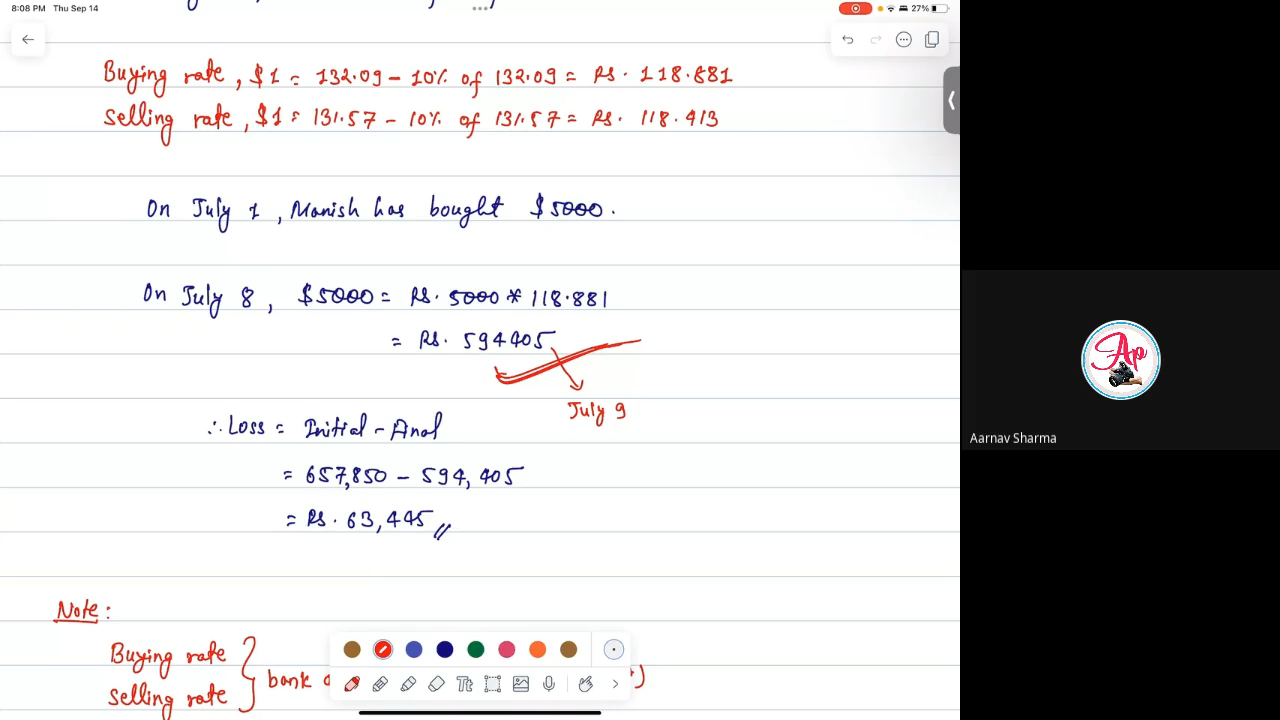 8:08 PM Thu Sep 14
27%
Buying rate, $1 = 132.09 - 10% of 132.09 = Rs. 118.881
Selling rate, $1 = 131.57 - 10% of 131.57 = Rs. 118.413
On July 1, Manish has bought $5000.
On July 8, $5000 = Rs. 5000 * 118.881
= Rs. 594405
July 9
∴ Loss = Initial - Final
= 657,850 - 594,405
= Rs. 63,445 //
Note:
Buying rate
Selling rate
bank
Tt
Ap
Aarnav Sharma